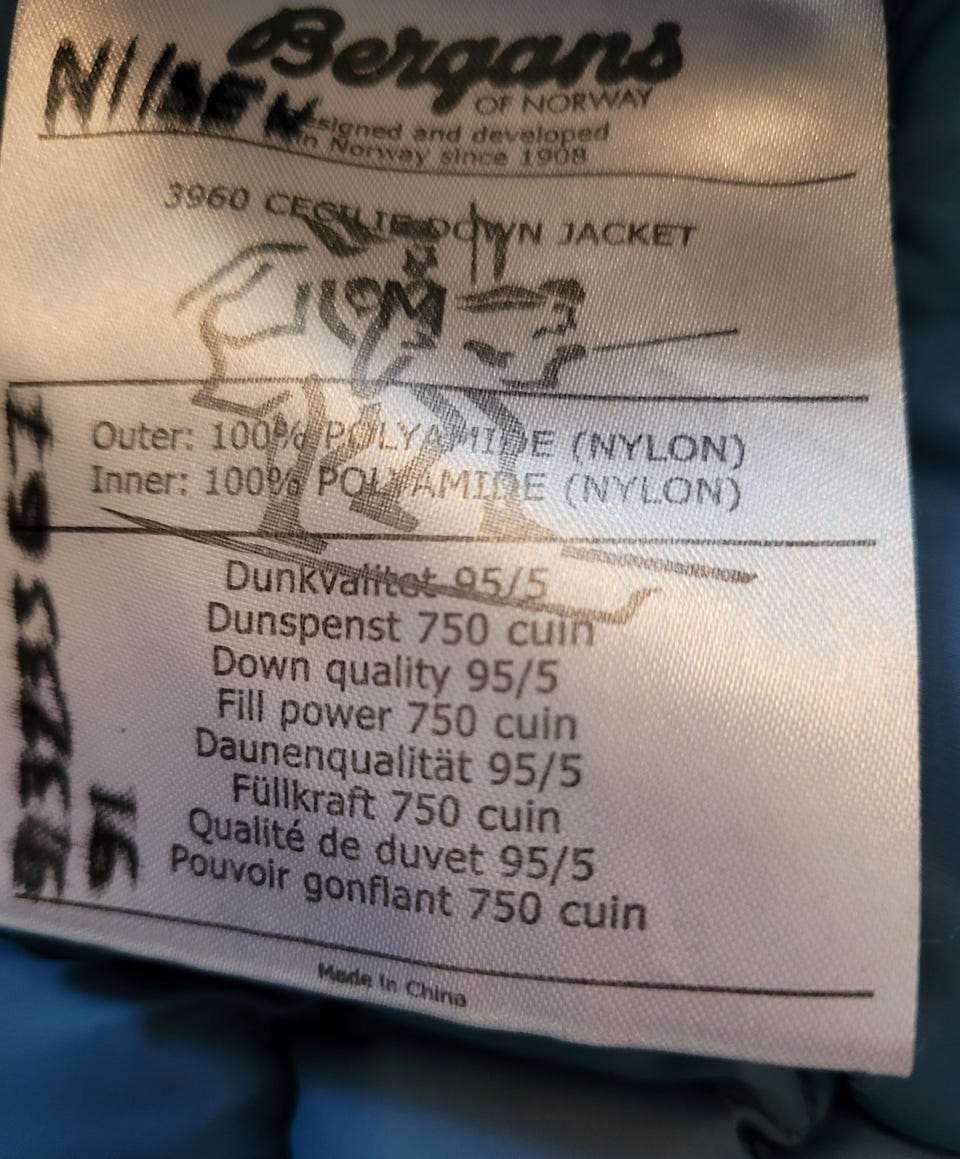 Bergans
OF NORWAY
NILSEN
signed and developed
in Norway since 1908
3960 CECILIE DOWN JACKET
Outer: 100% POLYAMIDE (NYLON)
Inner: 100% POLYAMIDE (NYLON)
Dunkvalitet 95/5
Dunspenst 750 cuin
Down quality 95/5
Fill power 750 cuin
Daunenqualität 95/5
Füllkraft 750 cuin
Qualité de duvet 95/5
Pouvoir gonflant 750 cuin
Made in China